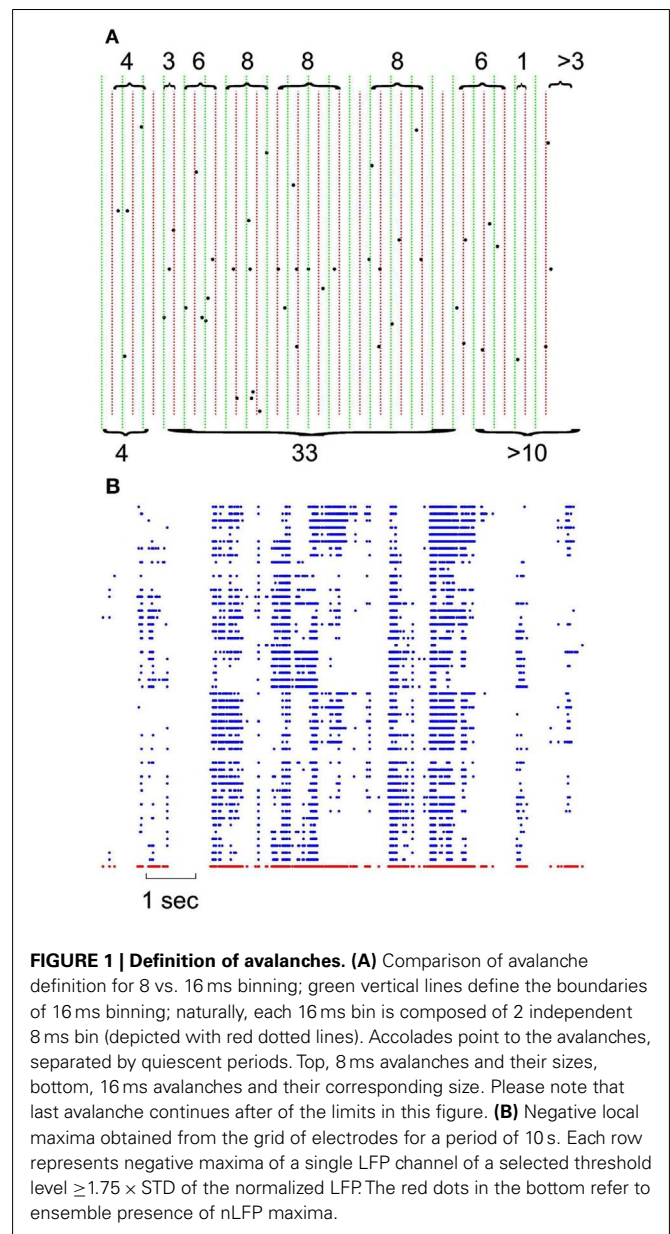 A
4 3 6 8 8 8 6 1 >3
4 33 >10
B
1 sec
FIGURE 1 | Definition of avalanches. (A) Comparison of avalanche
definition for 8 vs. 16 ms binning; green vertical lines define the boundaries
of 16 ms binning; naturally, each 16 ms bin is composed of 2 independent
8 ms bin (depicted with red dotted lines). Accolades point to the avalanches,
separated by quiescent periods. Top, 8 ms avalanches and their sizes,
bottom, 16 ms avalanches and their corresponding size. Please note that
last avalanche continues after of the limits in this figure. (B) Negative local
maxima obtained from the grid of electrodes for a period of 10 s. Each row
represents negative maxima of a single LFP channel of a selected threshold
level ≥1.75 × STD of the normalized LFP. The red dots in the bottom refer to
ensemble presence of nLFP maxima.